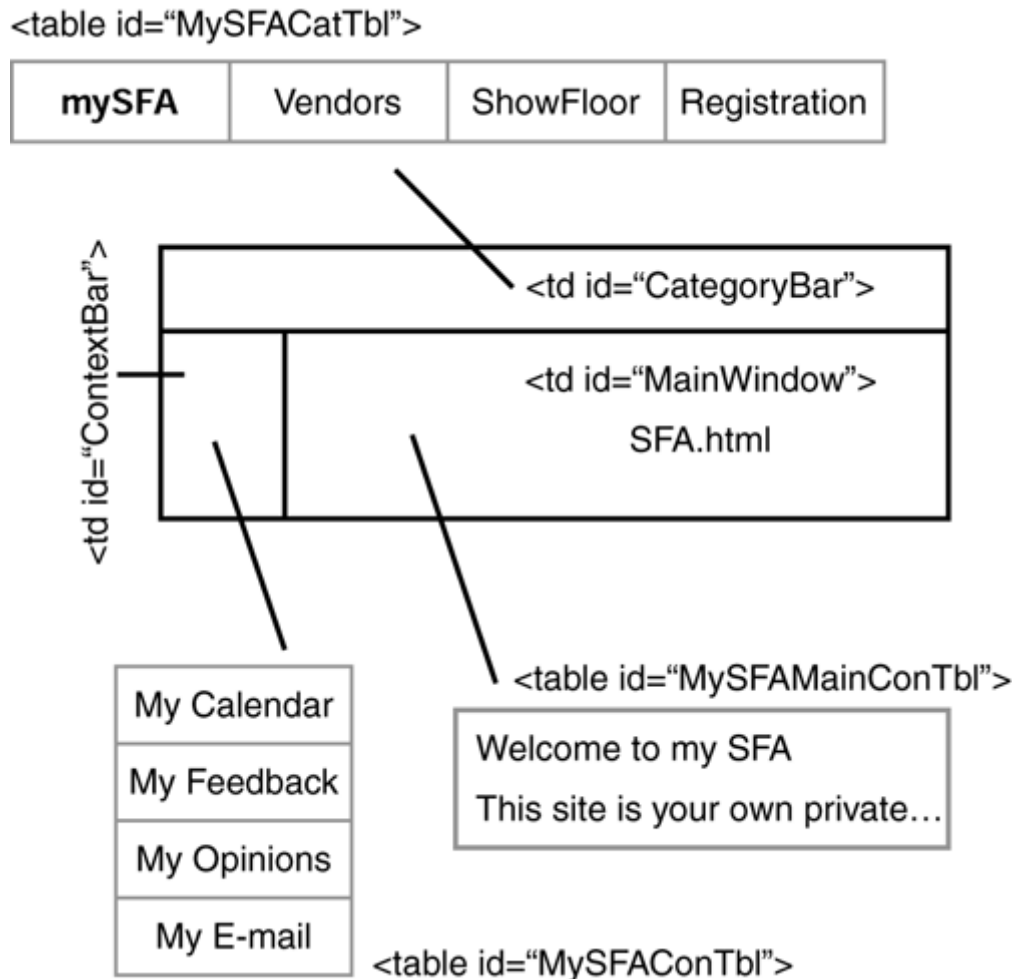 <table id=“MySFACatTbl”>
mySFA Vendors ShowFloor Registration
<td id=“CategoryBar”>
<td id=“ContextBar”>
<td id=“MainWindow”>
SFA.html
<table id=“MySFAMainConTbl”>
My Calendar
My Feedback
My Opinions
My E-mail
Welcome to my SFA
This site is your own private…
<table id=“MySFAConTbl”>